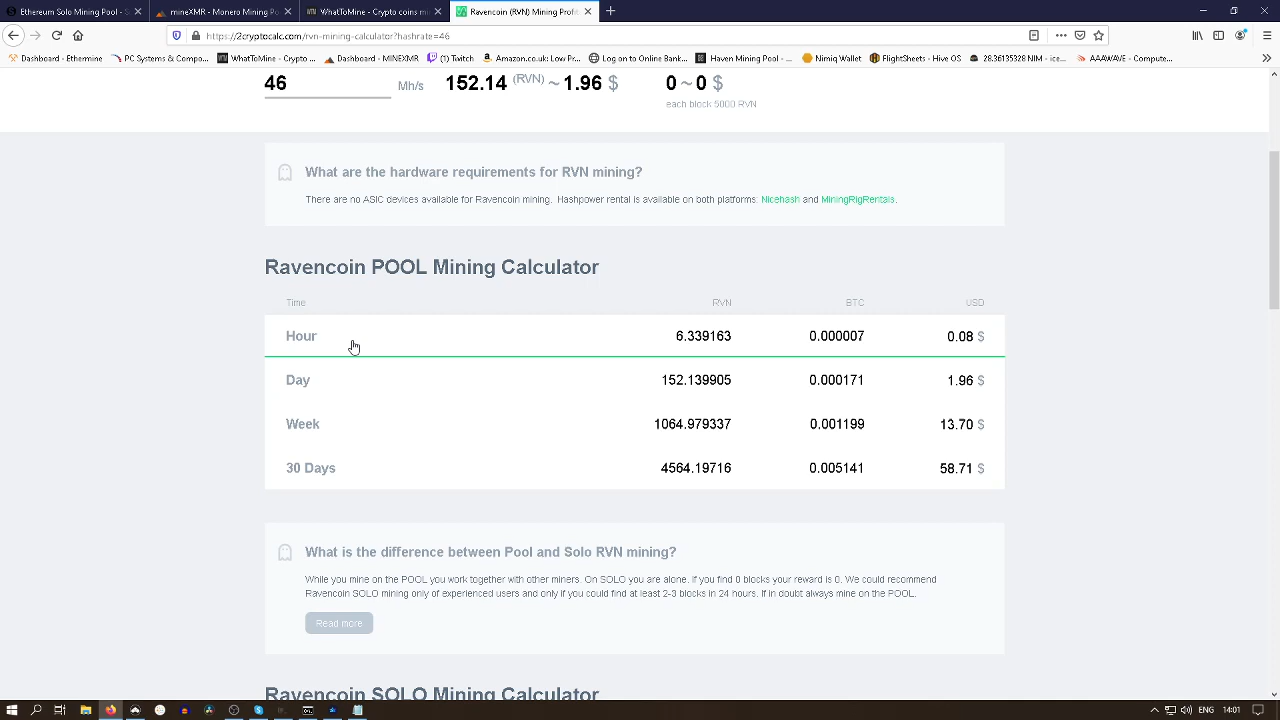 Ethereum Solo Mining Pool - S
mineXMR - Monero Mining Po
WhatToMine - Crypto coins mi
Ravencoin (RVN) Mining Profit
https://2cryptocalc.com/rvn-mining-calculator?hashrate=46
Dashboard - Ethermine
PC Systems & Compu...
WhatToMine - Crypto ...
Dashboard - MINEXMR
(1) Twitch
Amazon.co.uk: Low Pr...
Log on to Online Bank...
Haven Mining Pool - ...
Nimiq Wallet
FlightSheets - Hive OS
28.36135328 NIM - ice...
AAAWAVE - Compute...
46 Mh/s 152.14 (RVN) ~ 1.96 $ 0 ~ 0 $
each block 5000 RVN
What are the hardware requirements for RVN mining?
There are no ASIC devices available for Ravencoin mining. Hashpower rental is available on both platforms: Nicehash and MiningRigRentals.
Ravencoin POOL Mining Calculator
Time RVN BTC USD
Hour 6.339163 0.000007 0.08 $
Day 152.139905 0.000171 1.96 $
Week 1064.979337 0.001199 13.70 $
30 Days 4564.19716 0.005141 58.71 $
What is the difference between Pool and Solo RVN mining?
While you mine on the POOL you work together with other miners. On SOLO you are alone. If you find 0 blocks your reward is 0. We could recommend
Ravencoin SOLO mining only of experienced users and only if you could find at least 2-3 blocks in 24 hours. If in doubt always mine on the POOL.
Read more
Ravencoin SOLO Mining Calculator
ENG 14:01